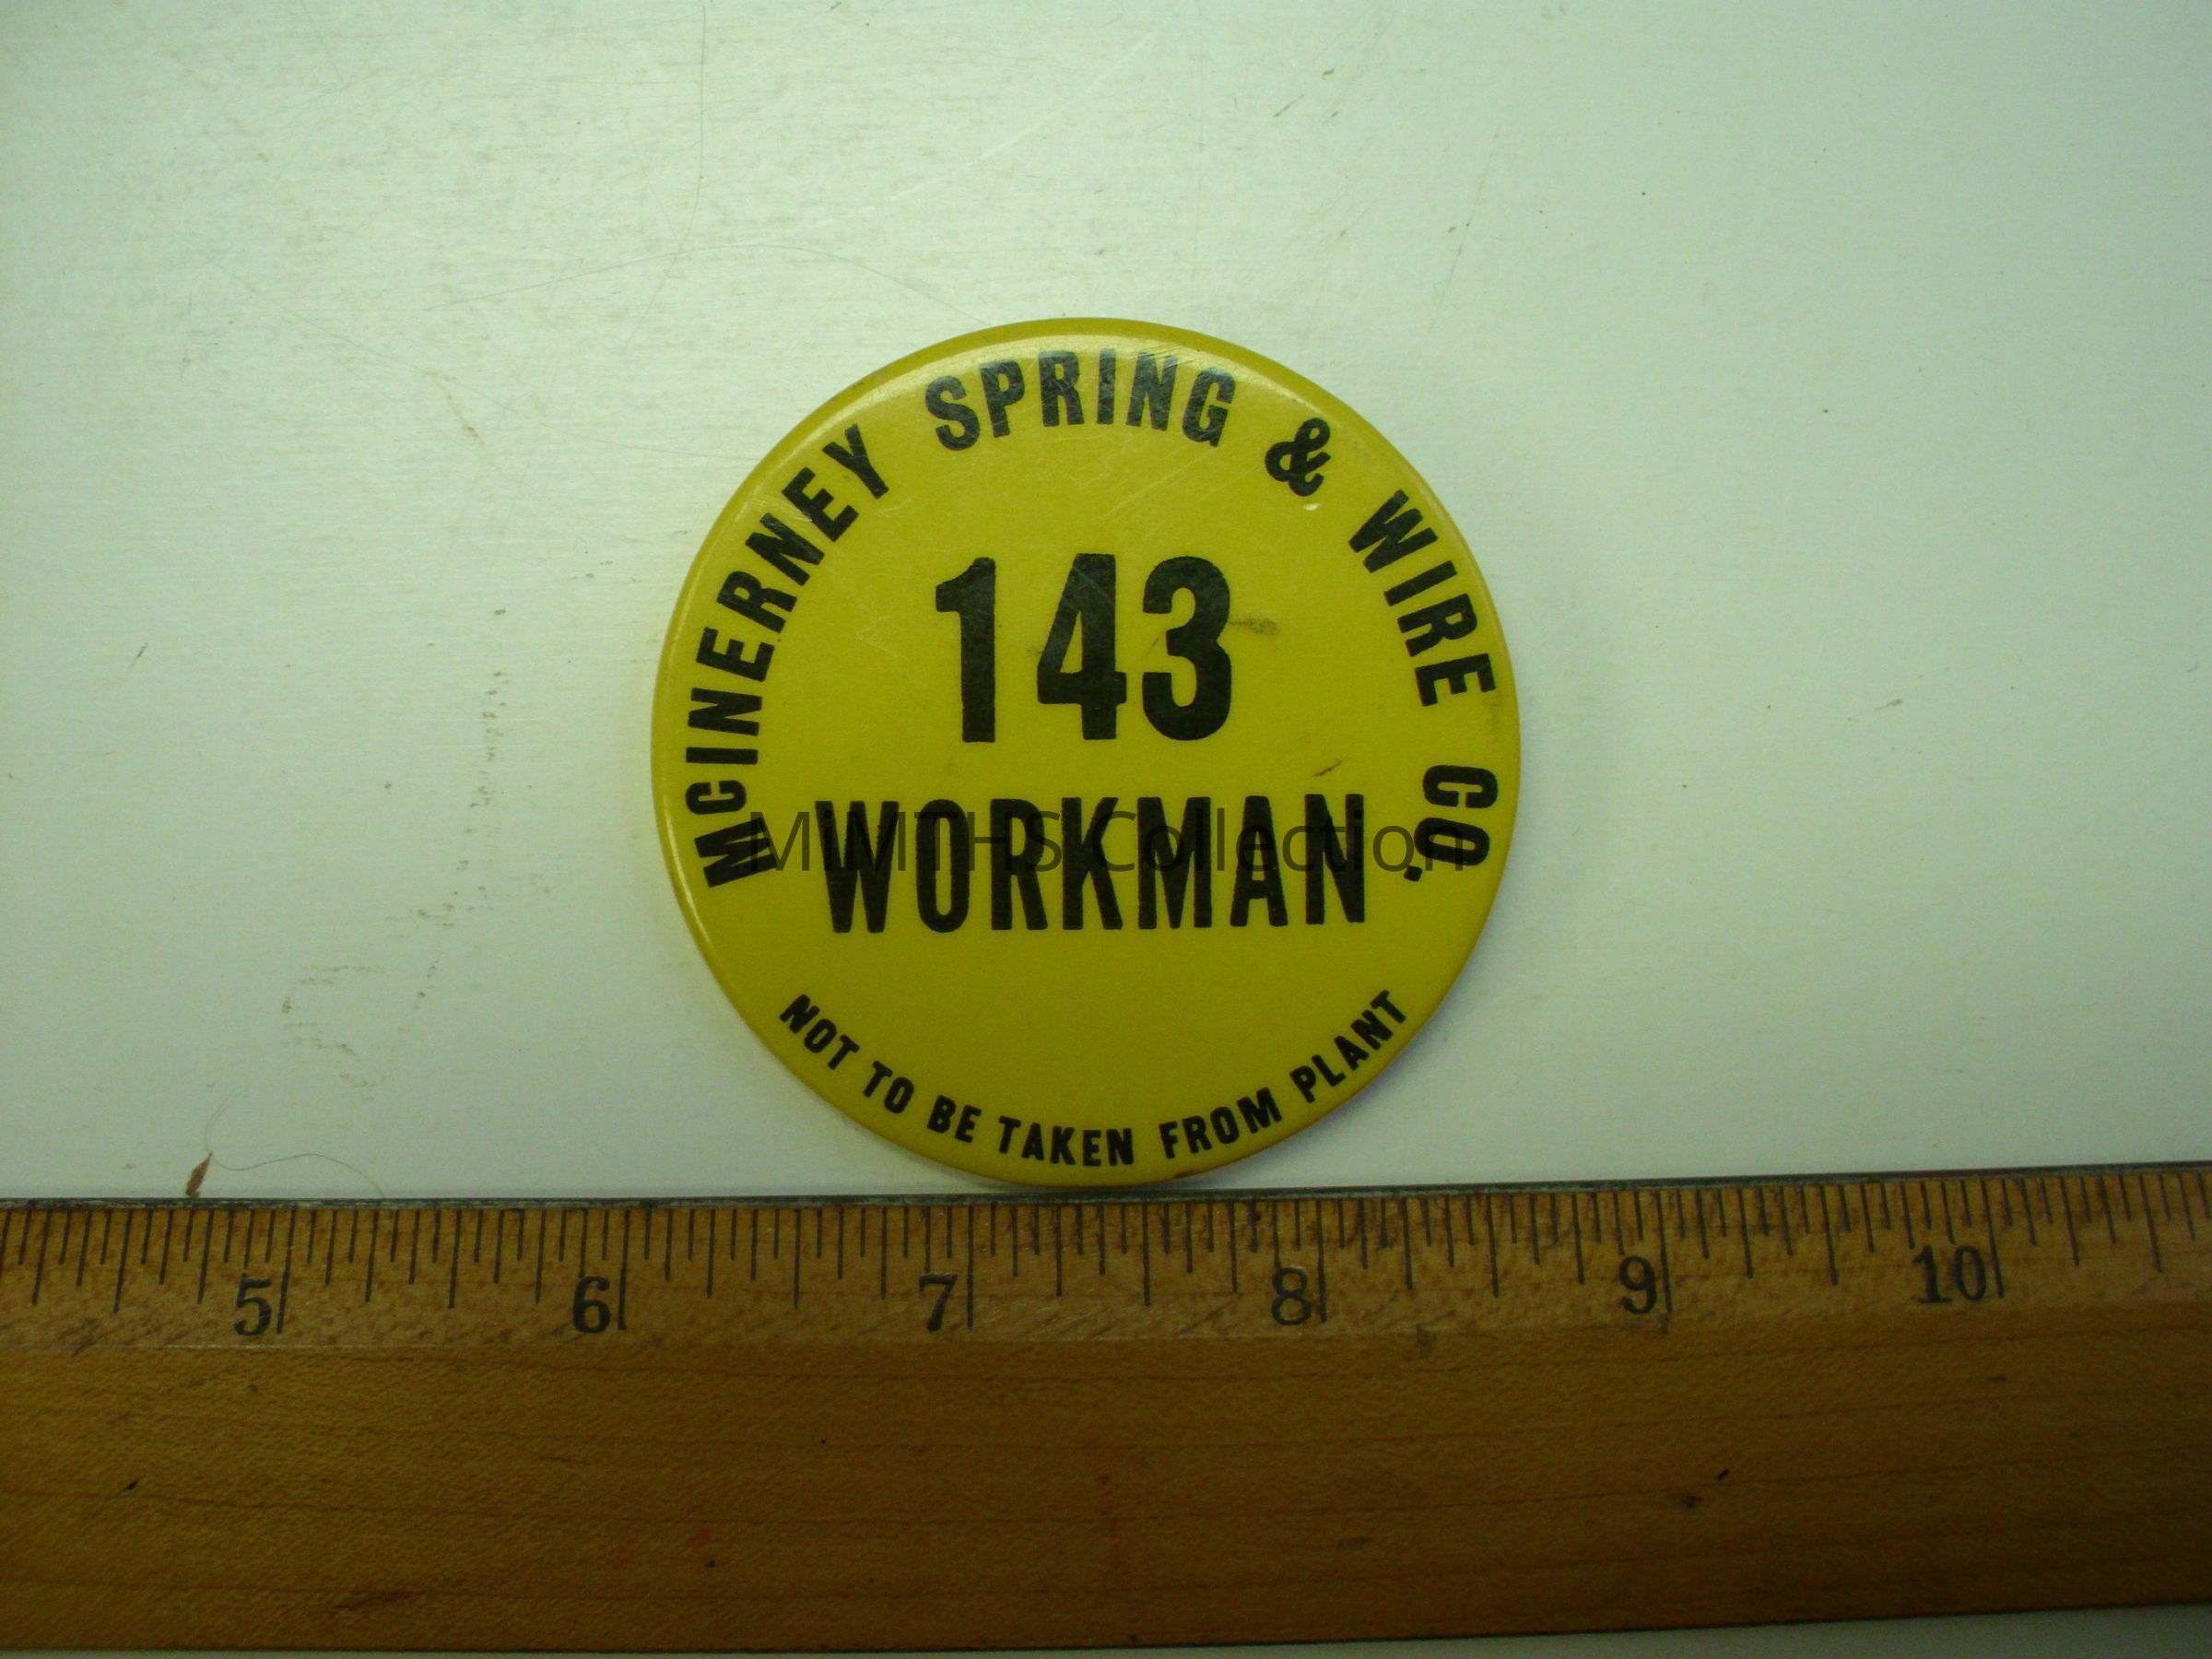 McINERNEY SPRING & WIRE CO.
143
WORKMAN
MiMTHS Collection
NOT TO BE TAKEN FROM PLANT
5 6 7 8 9 10